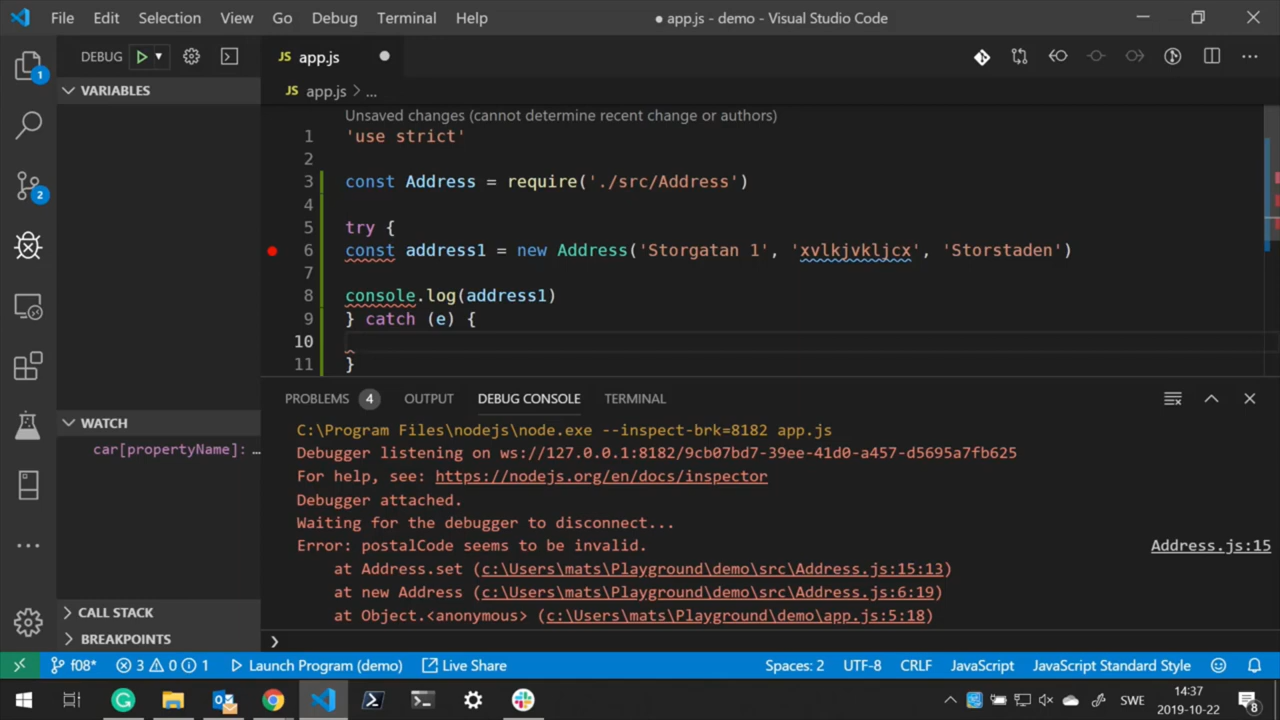 File Edit Selection View Go Debug Terminal Help
● app.js - demo - Visual Studio Code
DEBUG
JS app.js
VARIABLES
JS app.js > ...
Unsaved changes (cannot determine recent change or authors)
1 'use strict'
2
3 const Address = require('./src/Address')
4
5 try {
6 const address1 = new Address('Storgatan 1', 'xvlkjvkljcx', 'Storstaden')
7
8 console.log(address1)
9 } catch (e) {
10
11 }
1
2
WATCH
car[propertyName]: …
CALL STACK
BREAKPOINTS
PROBLEMS 4 OUTPUT DEBUG CONSOLE TERMINAL
C:\Program Files\nodejs\node.exe --inspect-brk=8182 app.js
Debugger listening on ws://127.0.0.1:8182/9cb07bd7-39ee-41d0-a457-d5695a7fb625
For help, see: https://nodejs.org/en/docs/inspector
Debugger attached.
Waiting for the debugger to disconnect...
Error: postalCode seems to be invalid. Address.js:15
at Address.set (c:\Users\mats\Playground\demo\src\Address.js:15:13)
at new Address (c:\Users\mats\Playground\demo\src\Address.js:6:19)
at Object.<anonymous> (c:\Users\mats\Playground\demo\app.js:5:18)
f08* 3 0 1 Launch Program (demo) Live Share Spaces: 2 UTF-8 CRLF JavaScript JavaScript Standard Style
SWE 14:37
2019-10-22
8